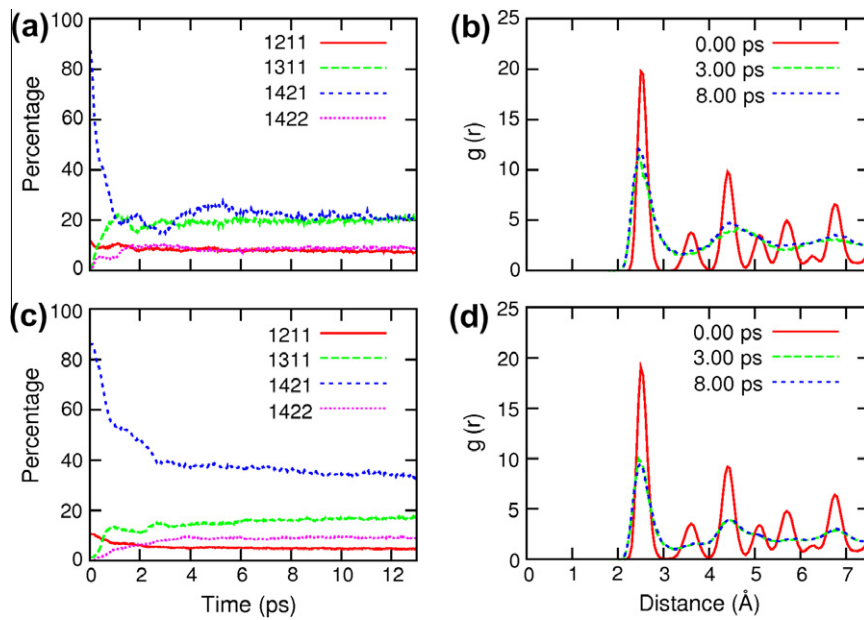 (a)
100
80
60
40
20
0
Percentage
1211
1311
1421
1422
(b)
25
20
15
10
5
0
g (r)
0.00 ps
3.00 ps
8.00 ps
(c)
100
80
60
40
20
0
Percentage
1211
1311
1421
1422
0 2 4 6 8 10 12
Time (ps)
(d)
25
20
15
10
5
0
g (r)
0.00 ps
3.00 ps
8.00 ps
0 1 2 3 4 5 6 7
Distance (Å)